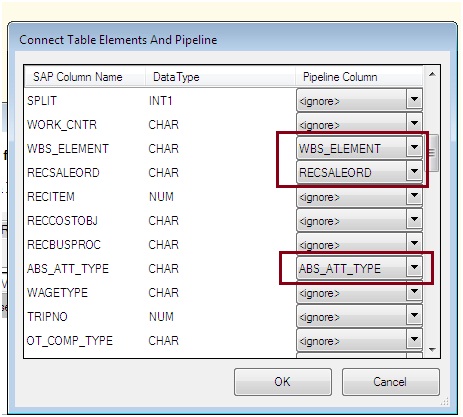 Connect Table Elements And Pipeline
SAP Column Name DataType Pipeline Column
SPLIT INT1 <ignore>
WORK_CNTR CHAR <ignore>
WBS_ELEMENT CHAR WBS_ELEMENT
RECSALEORD CHAR RECSALEORD
RECITEM NUM <ignore>
RECCOSTOBJ CHAR <ignore>
RECBUSPROC CHAR <ignore>
ABS_ATT_TYPE CHAR ABS_ATT_TYPE
WAGETYPE CHAR <ignore>
TRIPNO NUM <ignore>
OT_COMP_TYPE CHAR <ignore>
OK Cancel